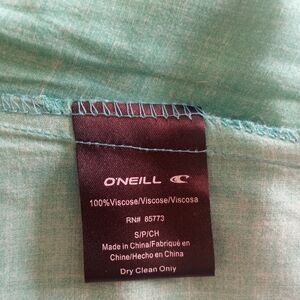 O'NEILL
100%Viscose/Viscose/Viscosa
RN# 85773
S/P/CH
Made in China/Fabriqué en
Chine/Hecho en China
Dry Clean Only